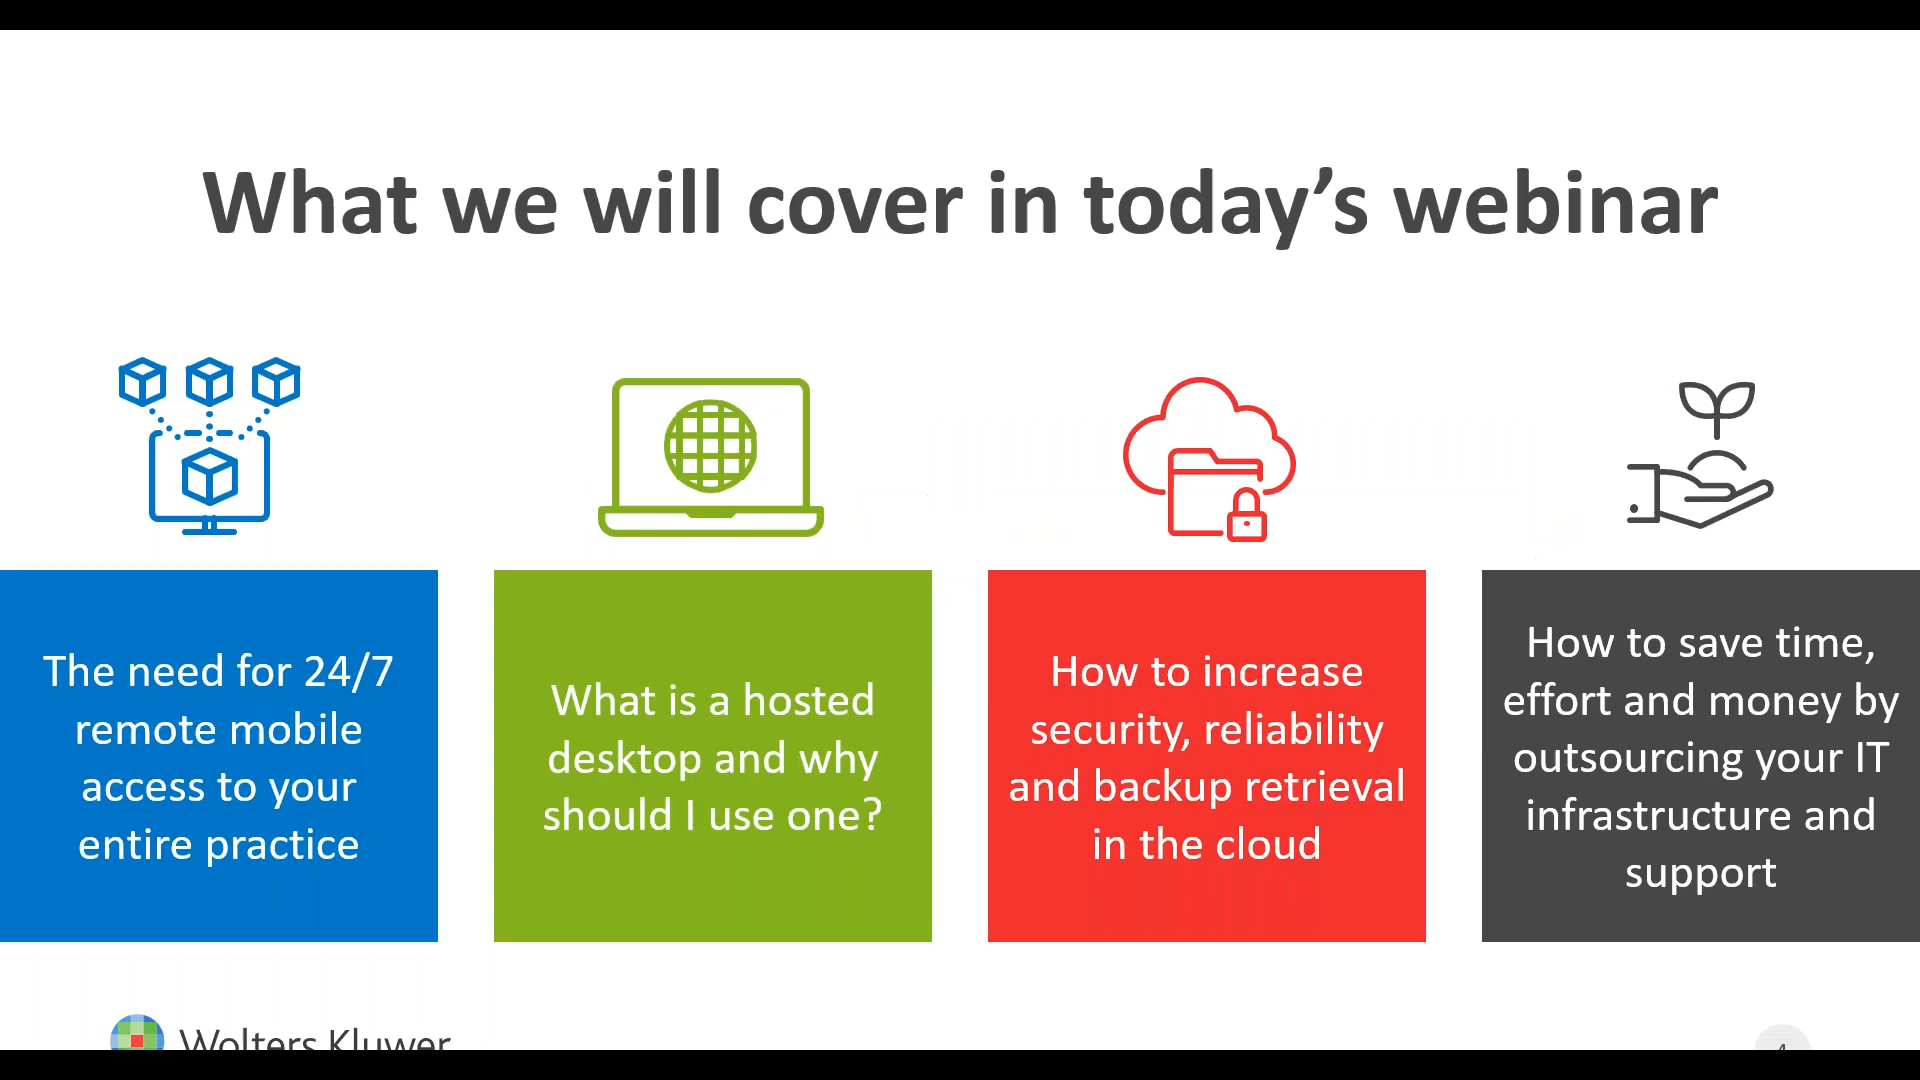 What we will cover in today’s webinar
The need for 24/7
remote mobile
access to your
entire practice
What is a hosted
desktop and why
should I use one?
How to increase
security, reliability
and backup retrieval
in the cloud
How to save time,
effort and money by
outsourcing your IT
infrastructure and
support
Wolters Kluwer
4